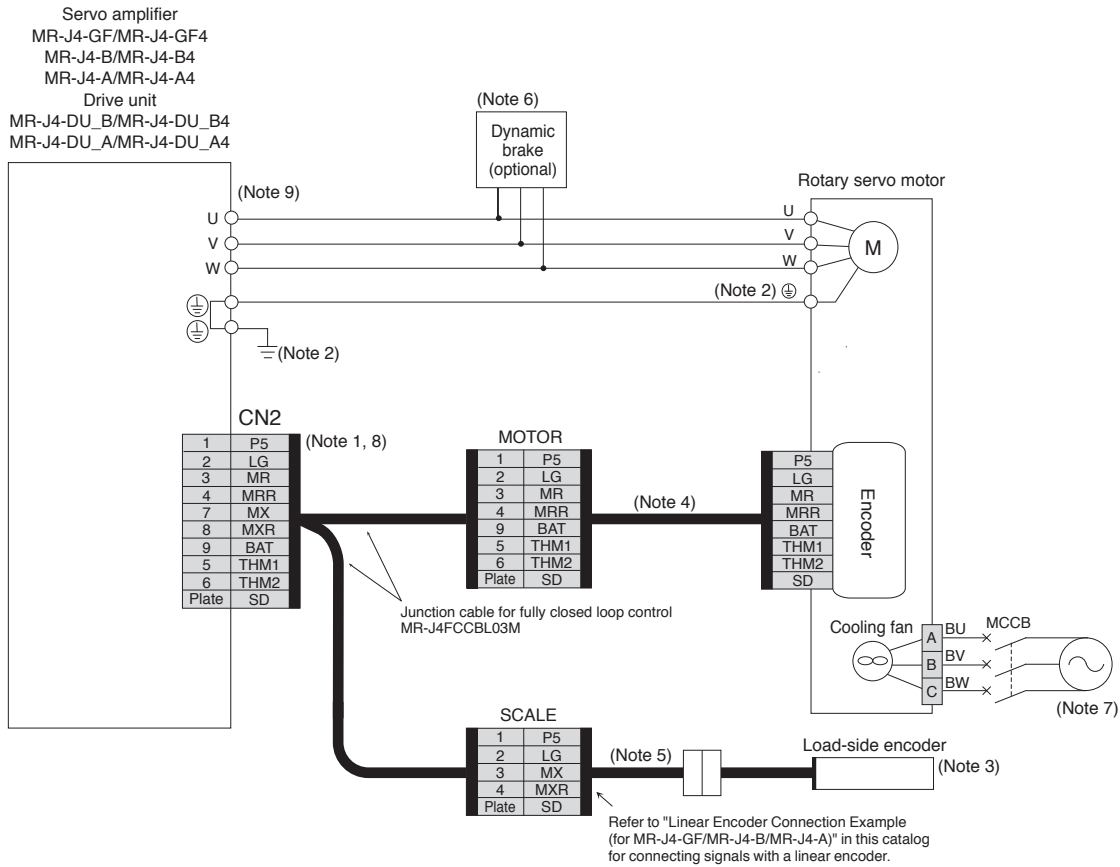 Servo amplifier
MR-J4-GF/MR-J4-GF4
MR-J4-B/MR-J4-B4
MR-J4-A/MR-J4-A4
Drive unit
MR-J4-DU_B/MR-J4-DU_B4
MR-J4-DU_A/MR-J4-DU_A4
(Note 6)
Dynamic
brake
(optional)
Rotary servo motor
(Note 9)
U
V
W
U
V
W
M
(Note 2)
(Note 2)
CN2
(Note 1, 8)
1 P5
2 LG
3 MR
4 MRR
7 MX
8 MXR
9 BAT
5 THM1
6 THM2
Plate SD
MOTOR
1 P5
2 LG
3 MR
4 MRR
9 BAT
5 THM1
6 THM2
Plate SD
(Note 4)
P5
LG
MR
MRR
BAT
THM1
THM2
SD
Encoder
Junction cable for fully closed loop control
MR-J4FCCBL03M
Cooling fan
A BU
B BV
C BW
MCCB
(Note 7)
SCALE
1 P5
2 LG
3 MX
4 MXR
Plate SD
(Note 5)
Load-side encoder
(Note 3)
Refer to "Linear Encoder Connection Example
(for MR-J4-GF/MR-J4-B/MR-J4-A)" in this catalog
for connecting signals with a linear encoder.